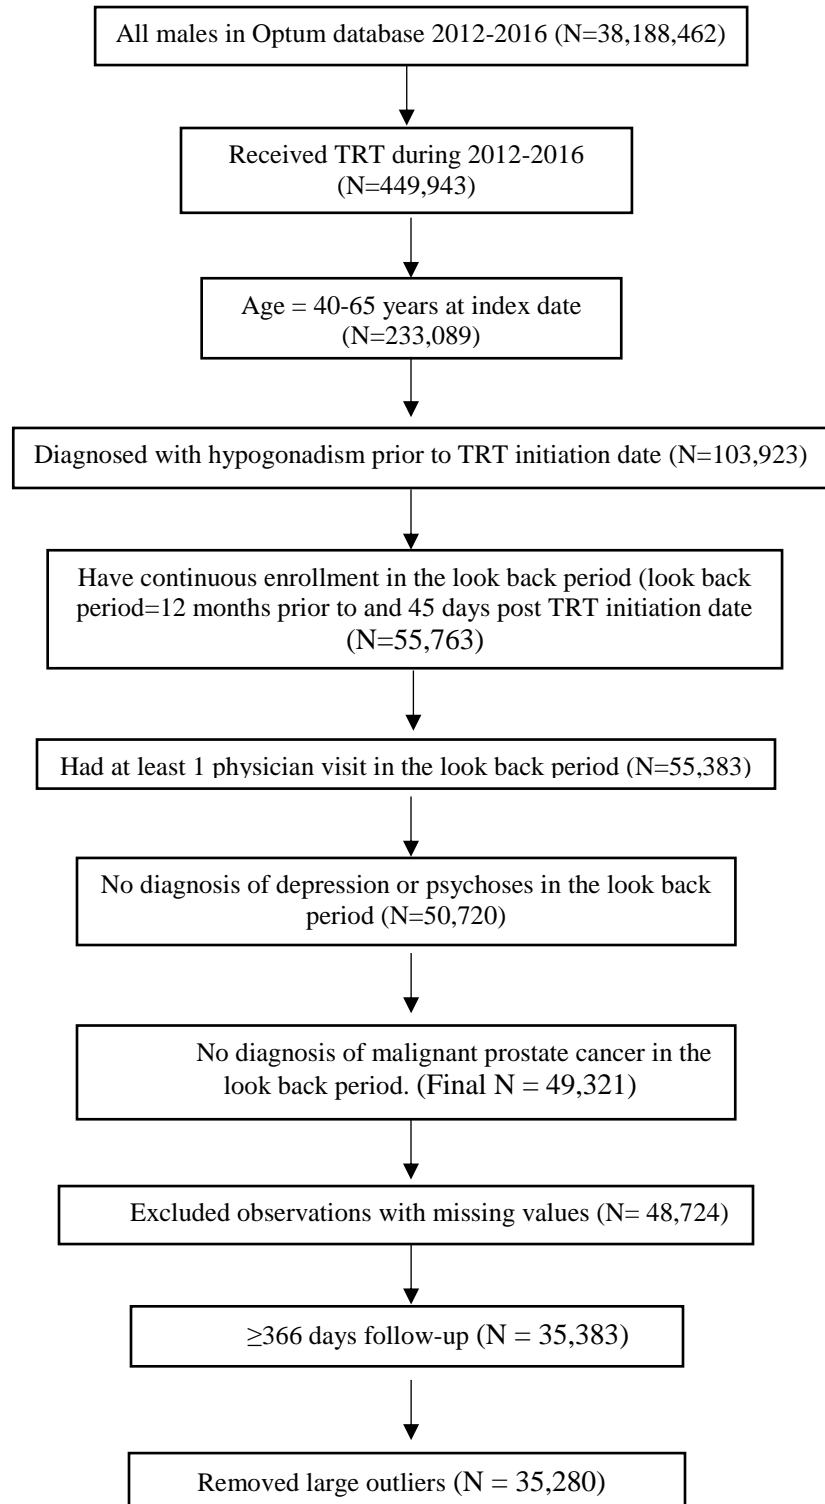 All males in Optum database 2012-2016 (N=38,188,462)
Received TRT during 2012-2016
(N=449,943)
Age = 40-65 years at index date
(N=233,089)
Diagnosed with hypogonadism prior to TRT initiation date (N=103,923)
Have continuous enrollment in the look back period (look back
period=12 months prior to and 45 days post TRT initiation date
(N=55,763)
Had at least 1 physician visit in the look back period (N=55,383)
No diagnosis of depression or psychoses in the look back
period (N=50,720)
No diagnosis of malignant prostate cancer in the
look back period. (Final N = 49,321)
Excluded observations with missing values (N= 48,724)
≥366 days follow-up (N = 35,383)
Removed large outliers (N = 35,280)